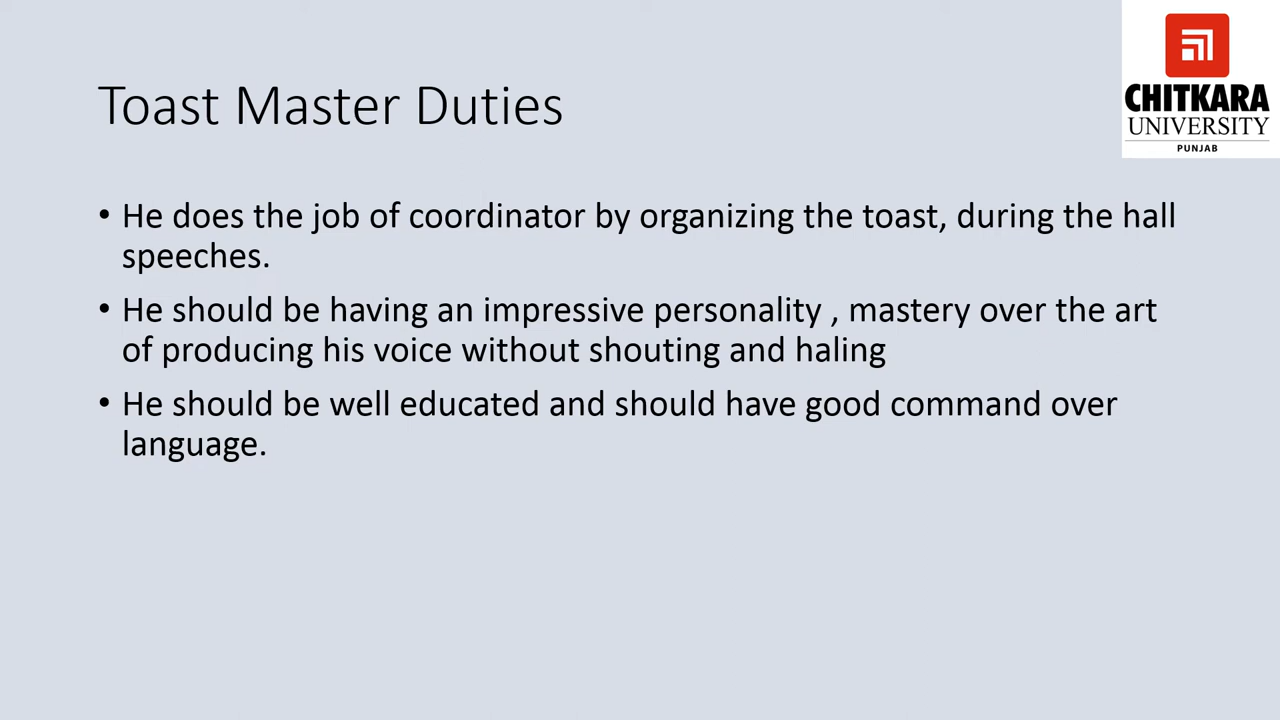 CHITKARA
UNIVERSITY
PUNJAB
Toast Master Duties
• He does the job of coordinator by organizing the toast, during the hall
speeches.
• He should be having an impressive personality , mastery over the art
of producing his voice without shouting and haling
• He should be well educated and should have good command over
language.